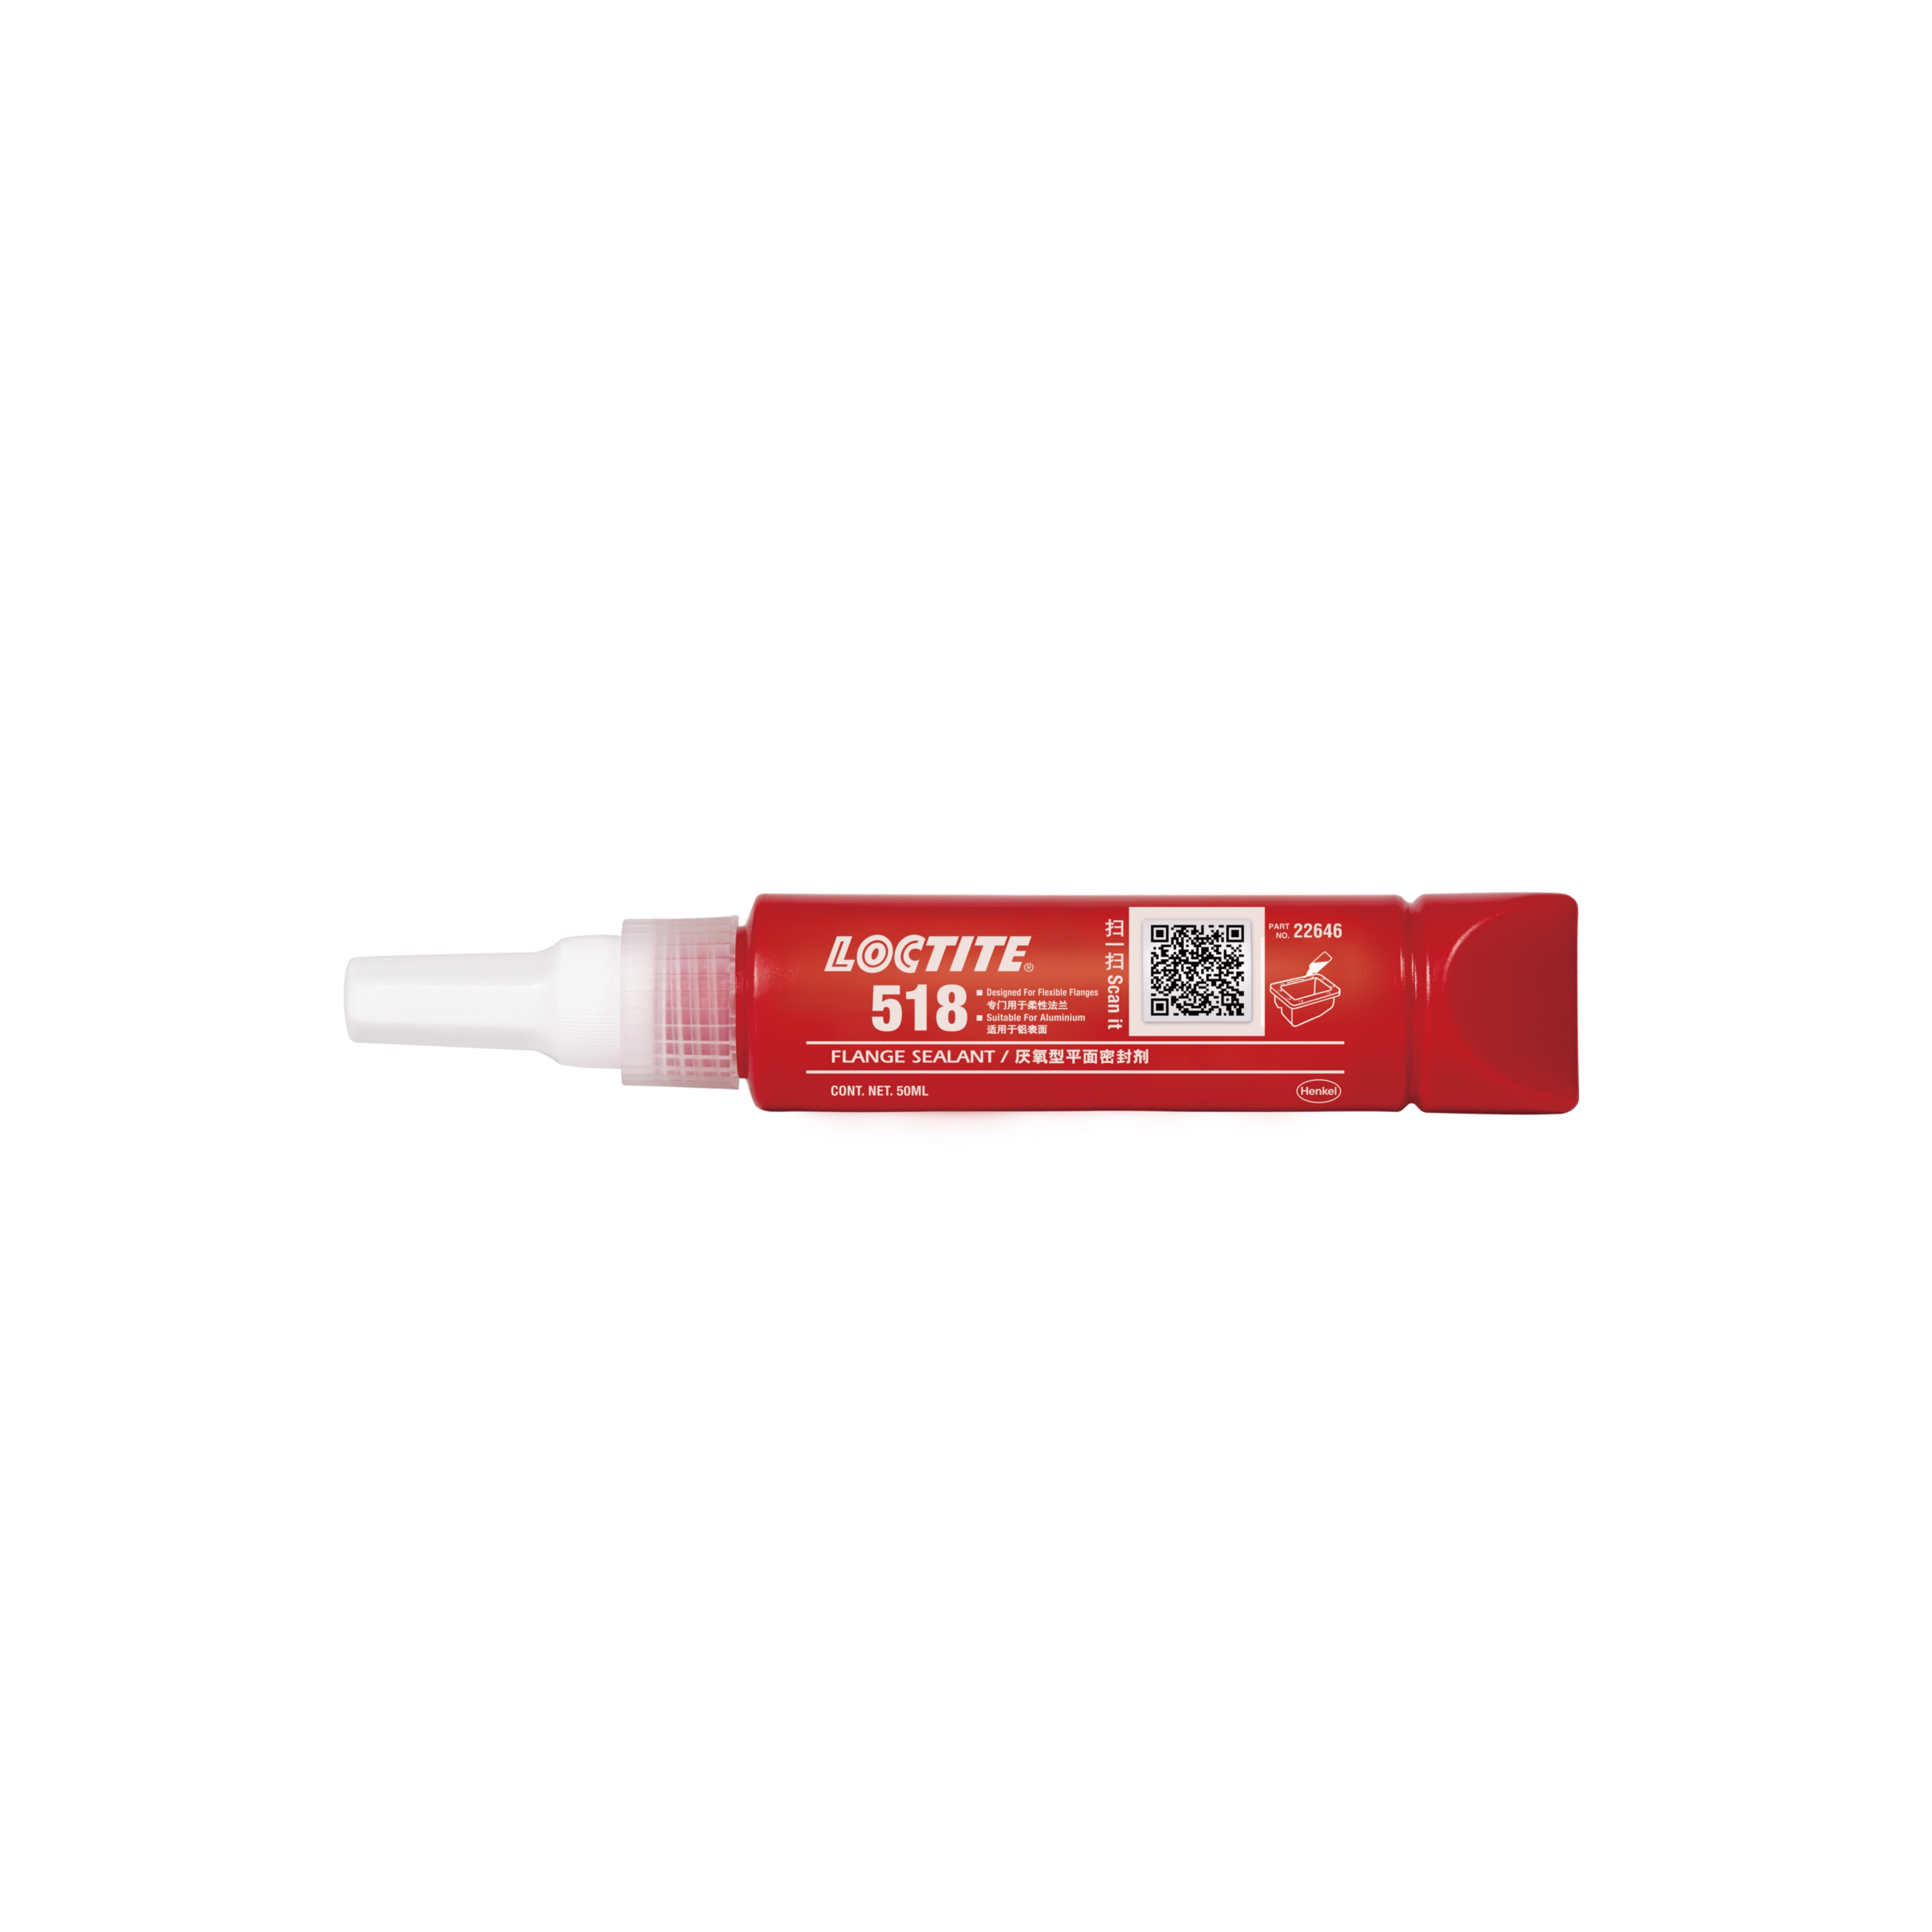 LOCTITE®
518
■ Designed For Flexible Flanges
专门用于柔性法兰
■ Suitable For Aluminium
适用于铝表面
扫一扫 Scan it
PART NO. 22646
FLANGE SEALANT / 厌氧型平面密封剂
CONT. NET. 50ML
Henkel